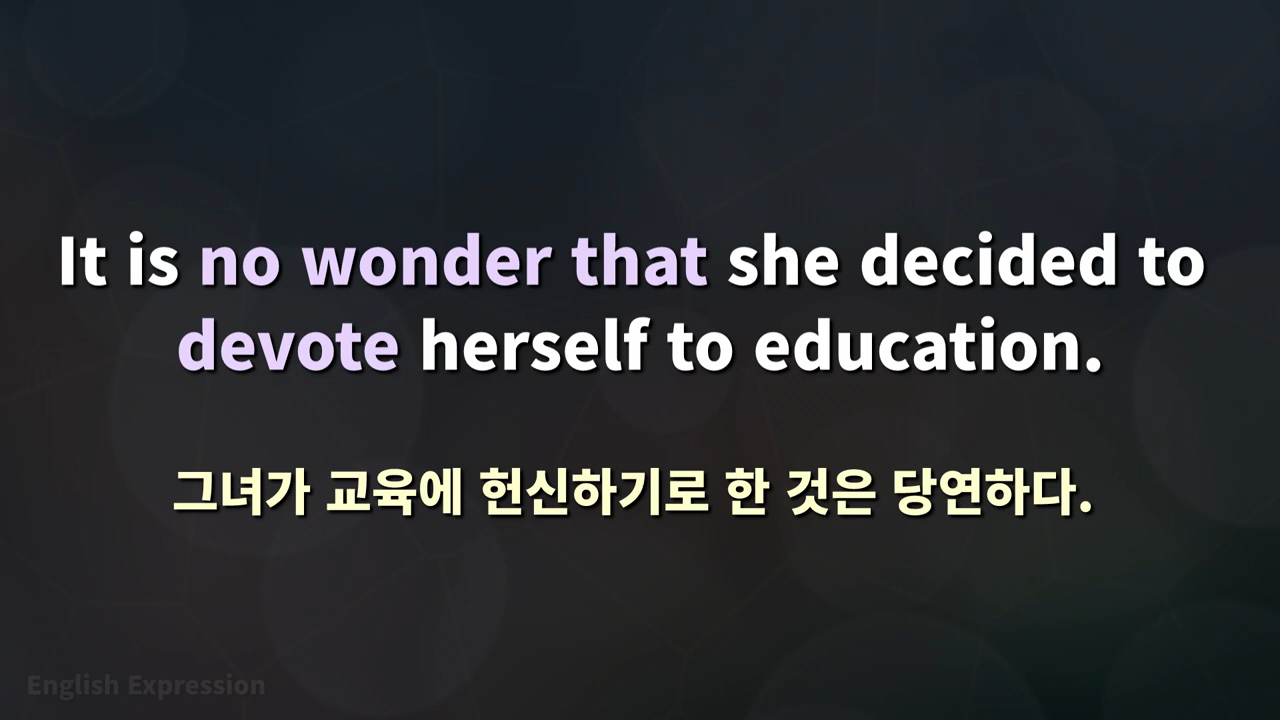 It is no wonder that she decided to
devote herself to education.
그녀가 교육에 헌신하기로 한 것은 당연하다.
English Expression